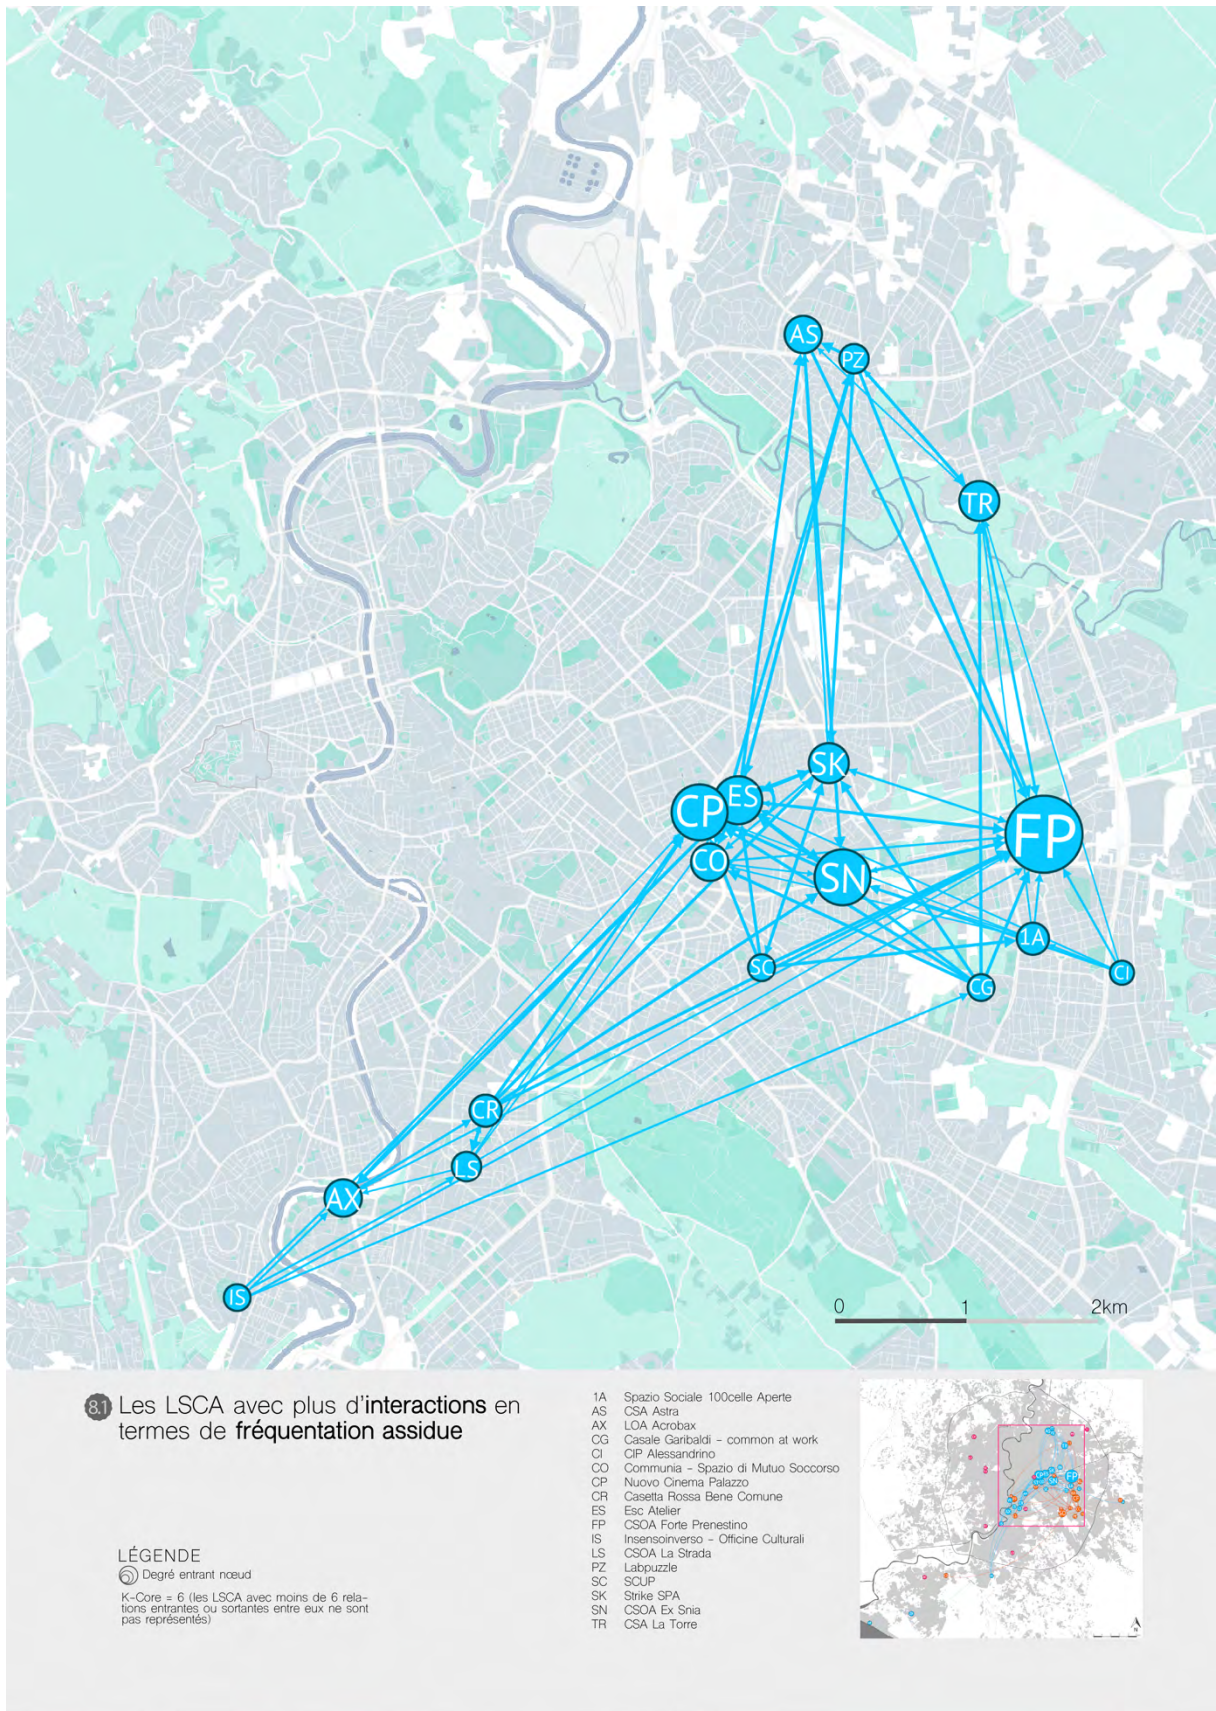 AS
PZ
TR
SK
ES
CP
FP
CO
SN
1A
SC
CI
CG
CR
LS
AX
IS
0 1 2km
8.1 Les LSCA avec plus d'interactions en
termes de fréquentation assidue
LÉGENDE
Degré entrant nœud
K-Core = 6 (les LSCA avec moins de 6 rela-
tions entrantes ou sortantes entre eux ne sont
pas représentés)
1A Spazio Sociale 100celle Aperte
AS CSA Astra
AX LOA Acrobax
CG Casale Garibaldi - common at work
CI CIP Alessandrino
CO Communia - Spazio di Mutuo Soccorso
CP Nuovo Cinema Palazzo
CR Casetta Rossa Bene Comune
ES Esc Atelier
FP CSOA Forte Prenestino
IS Insensoinverso - Officine Culturali
LS CSOA La Strada
PZ Labpuzzle
SC SCUP
SK Strike SPA
SN CSOA Ex Snia
TR CSA La Torre
FP
SN